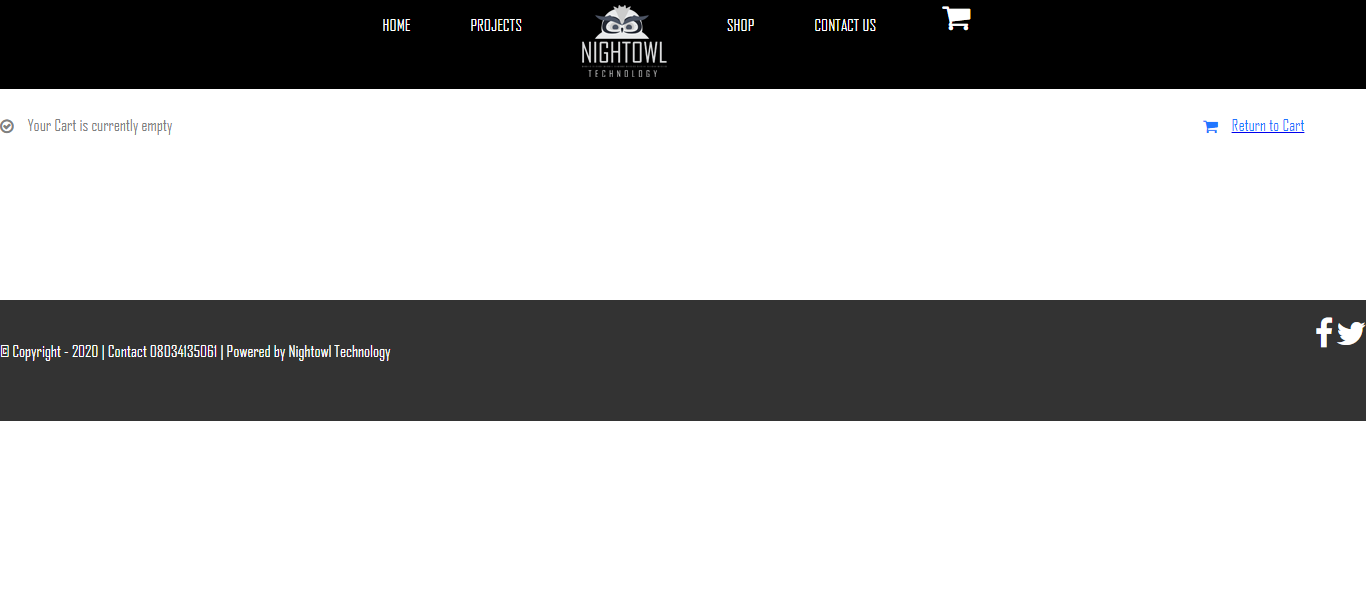 HOME PROJECTS NIGHTOWL TECHNOLOGY SHOP CONTACT US
Your Cart is currently empty Return to Cart
© Copyright - 2020 | Contact 08034135061 | Powered by Nightowl Technology